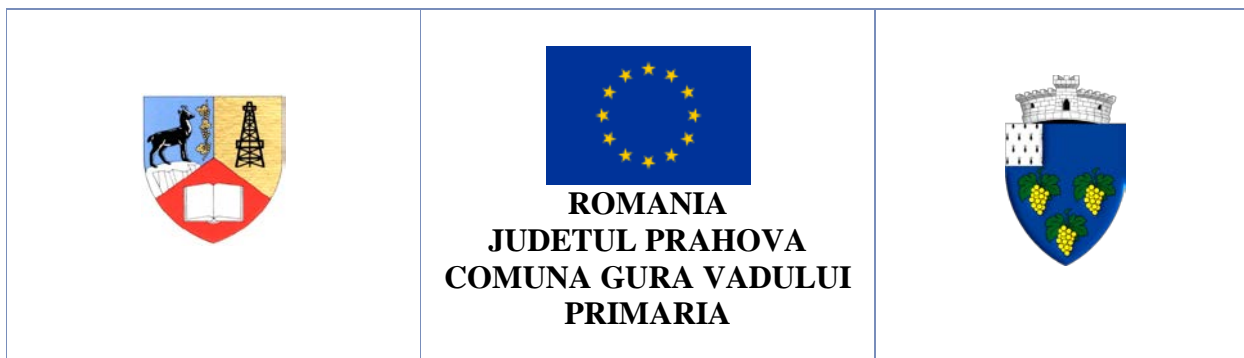 ROMANIA
JUDETUL PRAHOVA
COMUNA GURA VADULUI
PRIMARIA